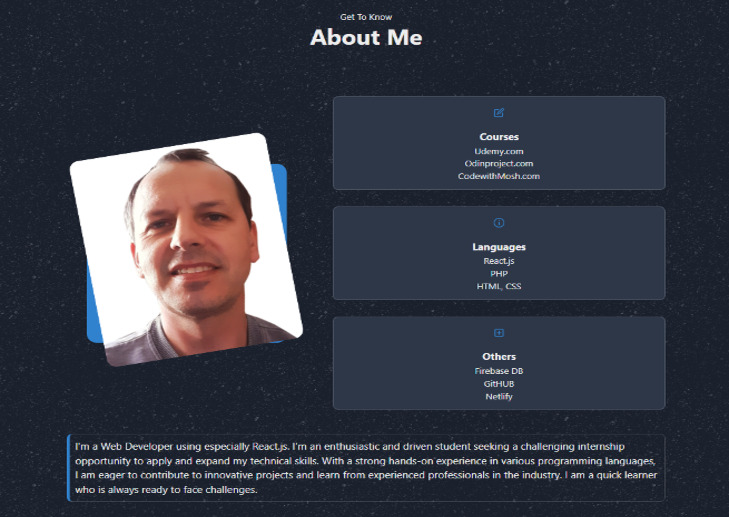 Get To Know
About Me
Courses
Udemy.com
Odinproject.com
CodewithMosh.com
Languages
React.js
PHP
HTML, CSS
Others
Firebase DB
GitHUB
Netlify
I'm a Web Developer using especially React.js. I'm an enthusiastic and driven student seeking a challenging internship
opportunity to apply and expand my technical skills. With a strong hands-on experience in various programming languages,
I am eager to contribute to innovative projects and learn from experienced professionals in the industry. I am a quick learner
who is always ready to face challenges.